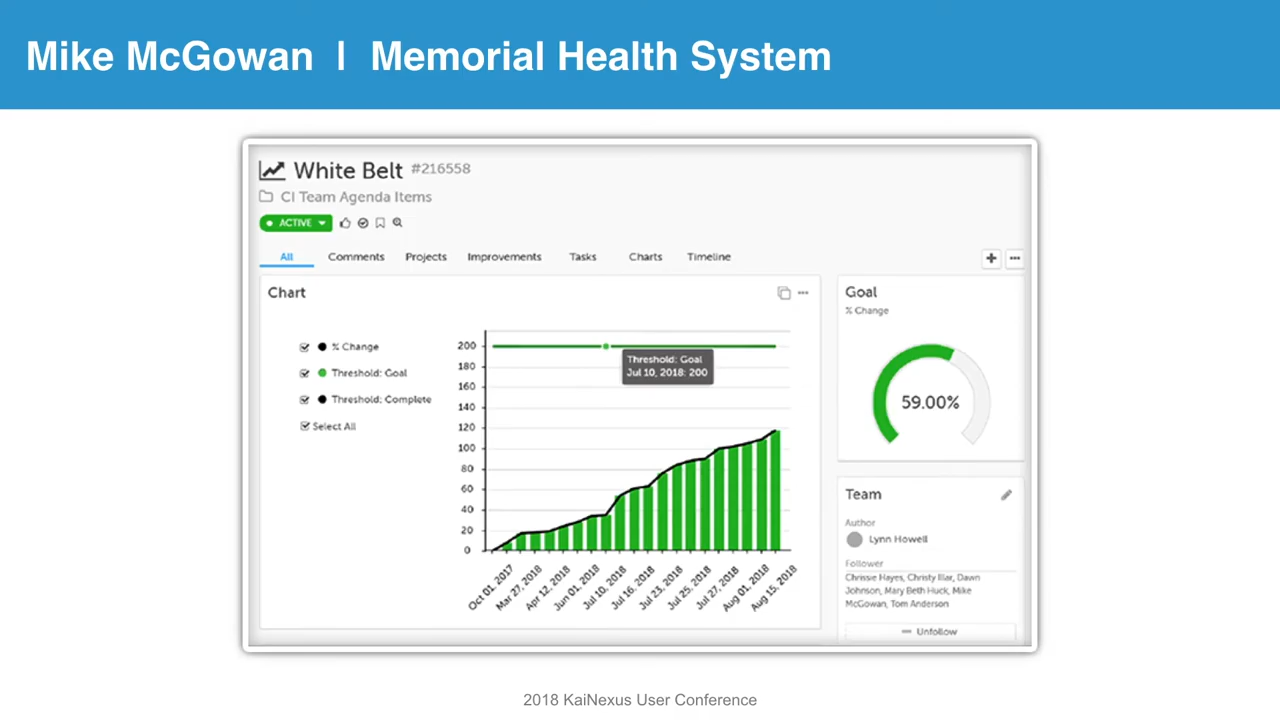 Mike McGowan | Memorial Health System
White Belt #216558
CI Team Agenda Items
ACTIVE
All Comments Projects Improvements Tasks Charts Timeline
Chart
% Change
Threshold: Goal
Threshold: Complete
Select All
200
180
160
140
120
100
80
60
40
20
0
Threshold: Goal
Jul 10, 2018: 200
Oct 01, 2017
Mar 27, 2018
Apr 12, 2018
Jun 01, 2018
Jul 10, 2018
Jul 16, 2018
Jul 23, 2018
Jul 25, 2018
Jul 27, 2018
Aug 01, 2018
Aug 15, 2018
Goal
% Change
59.00%
Team
Author
Lynn Howell
Follower
Chrissie Hayes, Christy Illar, Dawn
Johnson, Mary Beth Huck, Mike
McGowan, Tom Anderson
Unfollow
2018 KaiNexus User Conference